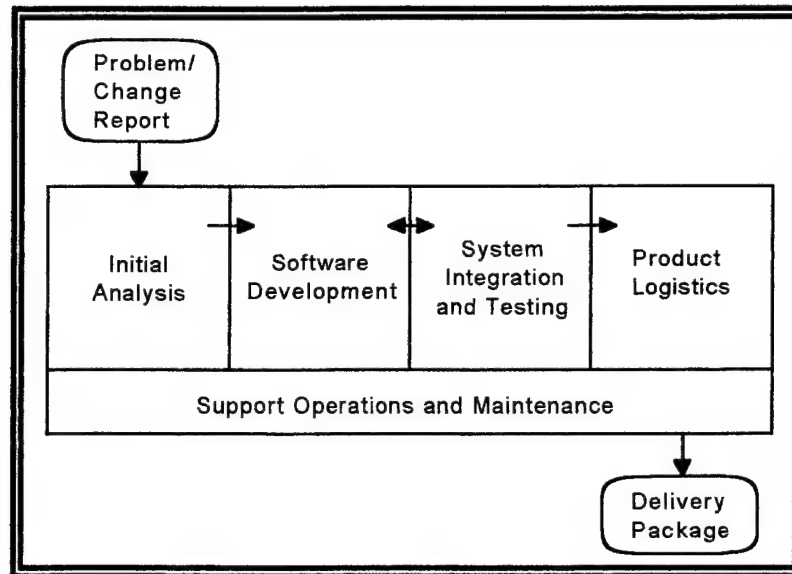 Problem/
Change
Report
Initial
Analysis
Software
Development
System
Integration
and Testing
Product
Logistics
Support Operations and Maintenance
Delivery
Package